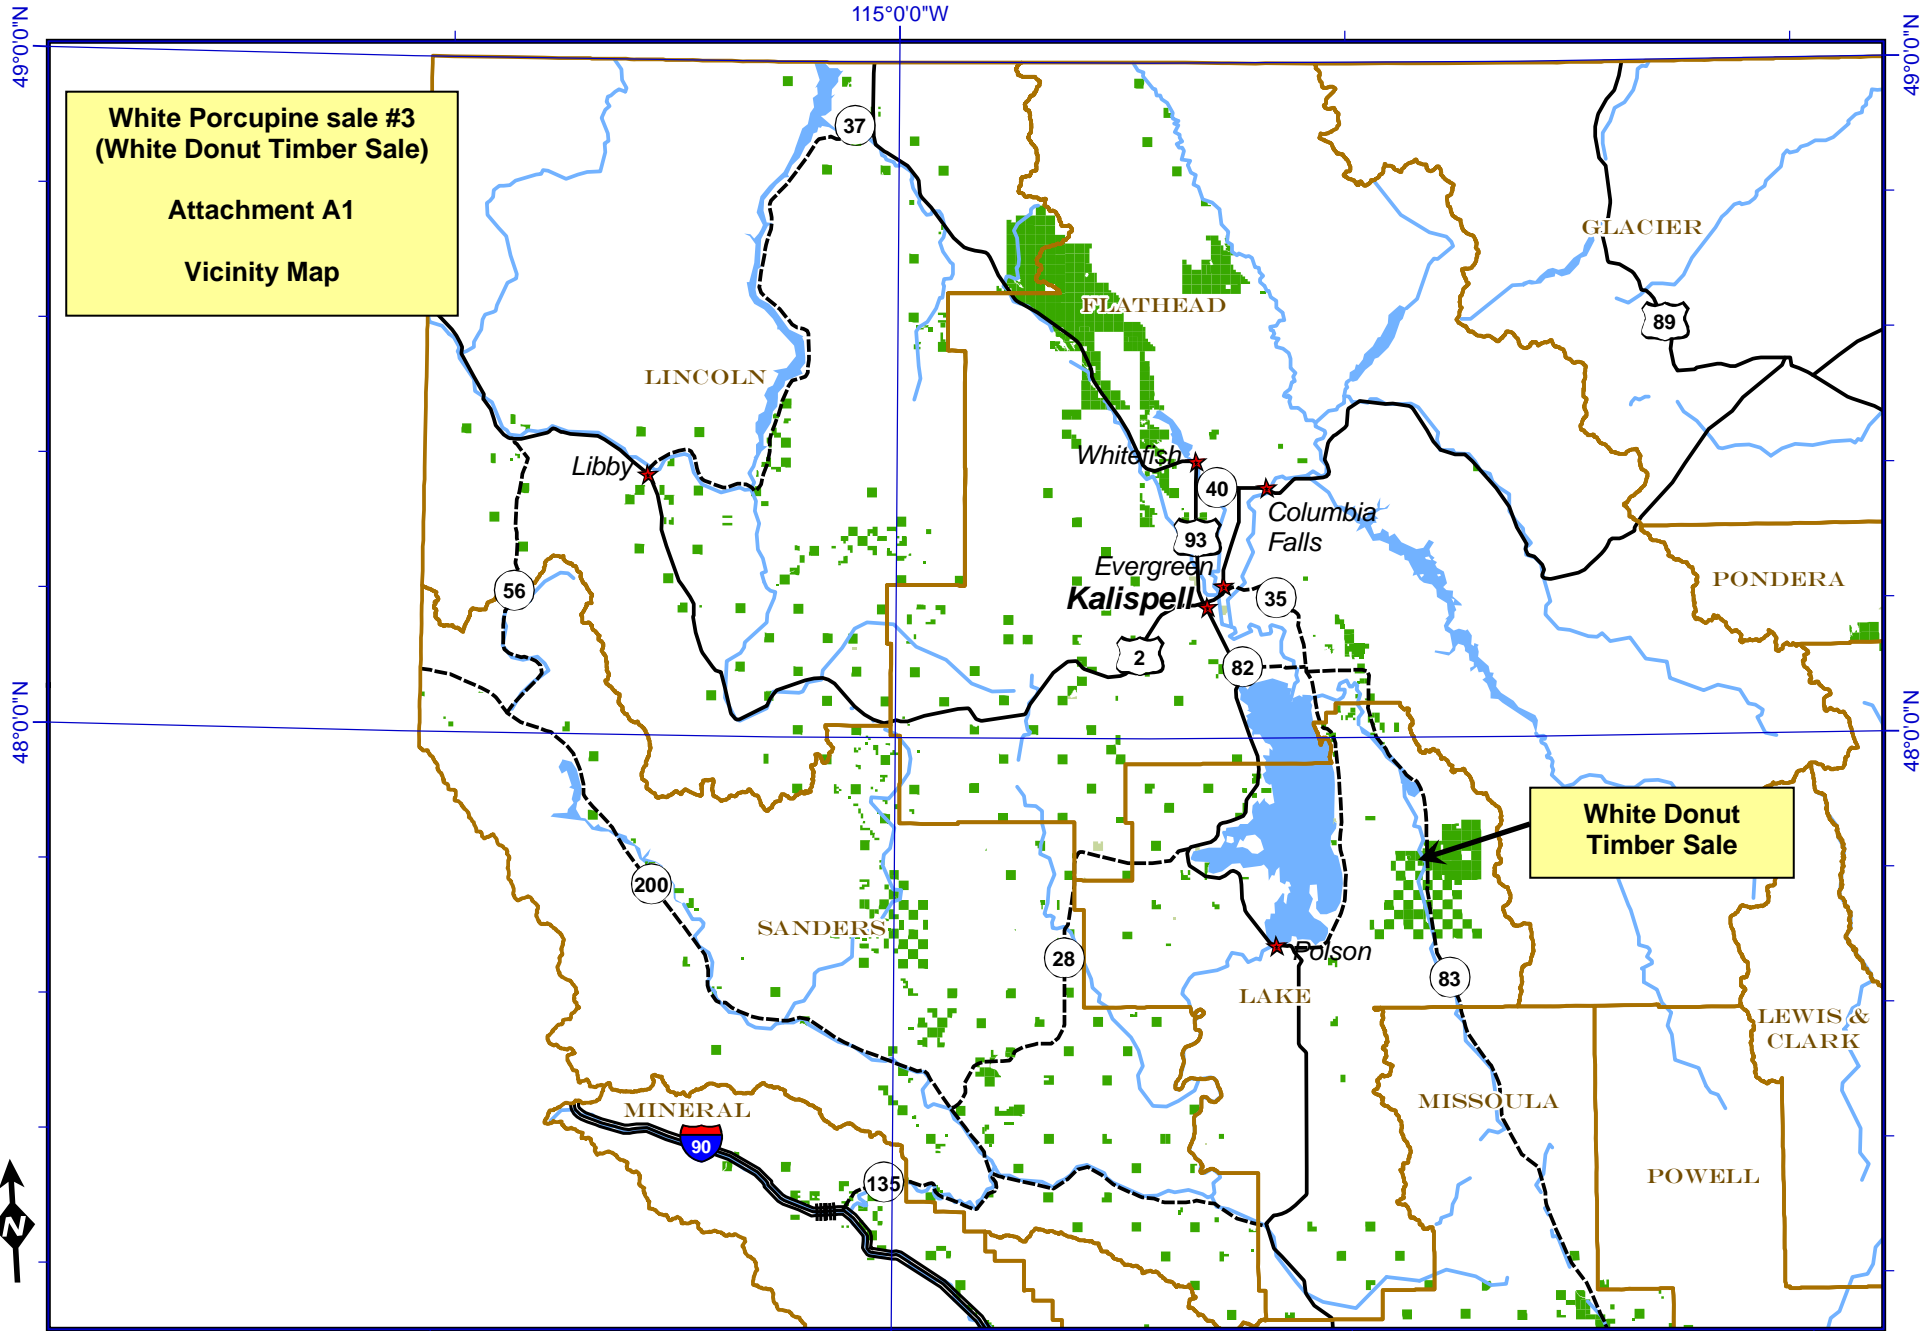 115°0'0"W
49°0'0"N
49°0'0"N
White Porcupine sale #3
(White Donut Timber Sale)
Attachment A1
Vicinity Map
37
GLACIER
FLATHEAD
89
LINCOLN
Whitefish
Libby
40
Columbia
Falls
93
Evergreen
PONDERA
56
Kalispell
35
2
82
48°0'0"N
48°0'0"N
White Donut
Timber Sale
200
SANDERS
28
Polson
83
LAKE
LEWIS &
CLARK
MINERAL
MISSOULA
90
POWELL
135
N